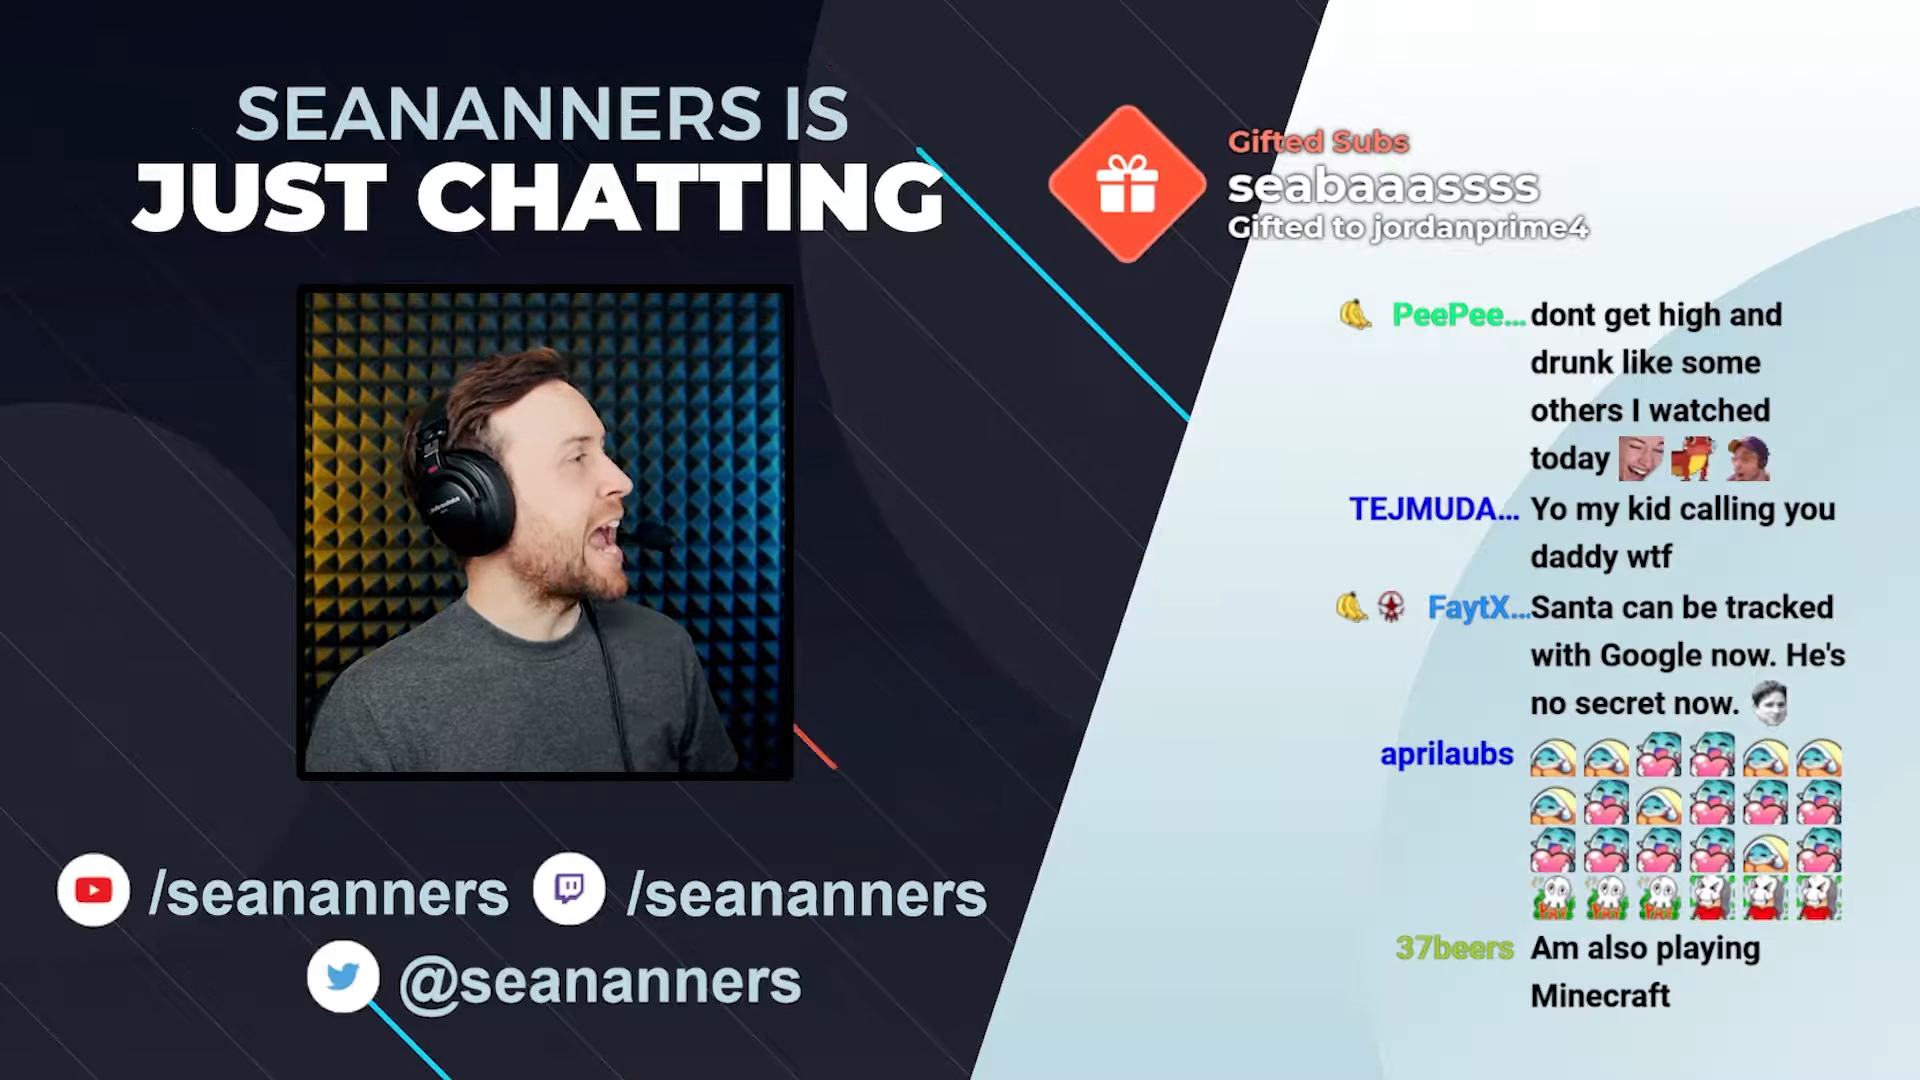 SEANANNERS IS
JUST CHATTING
Gifted Subs
seabaaassss
Gifted to jordanprime4
PeePee... dont get high and
drunk like some
others I watched
today
TEJMUDA... Yo my kid calling you
daddy wtf
FaytX... Santa can be tracked
with Google now. He's
no secret now.
aprilaubs
37beers Am also playing
Minecraft
/seananners /seananners
@seananners